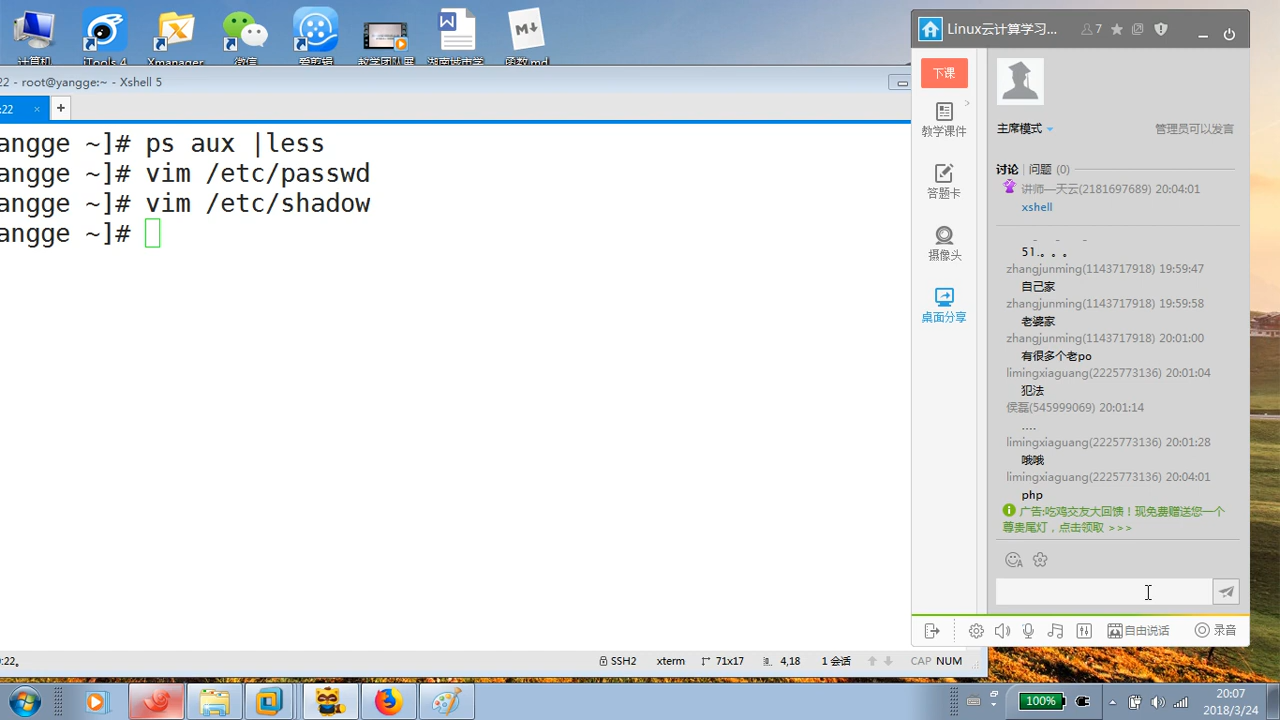 计算机
iTools 4
Xmanager
微信
爱剪辑
教学团队展
湖南城市学
函数.md
22 - root@yangge:~ - Xshell 5
:22
angge ~]# ps aux |less
angge ~]# vim /etc/passwd
angge ~]# vim /etc/shadow
angge ~]#
:22。
SSH2
xterm
71x17
4,18
1 会话
CAP NUM
Linux云计算学习...
7
下课
教学课件
答题卡
摄像头
桌面分享
主席模式
管理员可以发言
讨论 | 问题 (0)
讲师—天云(2181697689) 20:04:01
xshell
51.。。。
zhangjunming(1143717918) 19:59:47
自己家
zhangjunming(1143717918) 19:59:58
老婆家
zhangjunming(1143717918) 20:01:00
有很多个老po
limingxiaguang(2225773136) 20:01:04
犯法
侯磊(545999069) 20:01:14
....
limingxiaguang(2225773136) 20:01:28
哦哦
limingxiaguang(2225773136) 20:04:01
php
广告:吃鸡交友大回馈！现免费赠送您一个
尊贵尾灯，点击领取 >>>
自由说话
录音
100%
20:07
2018/3/24